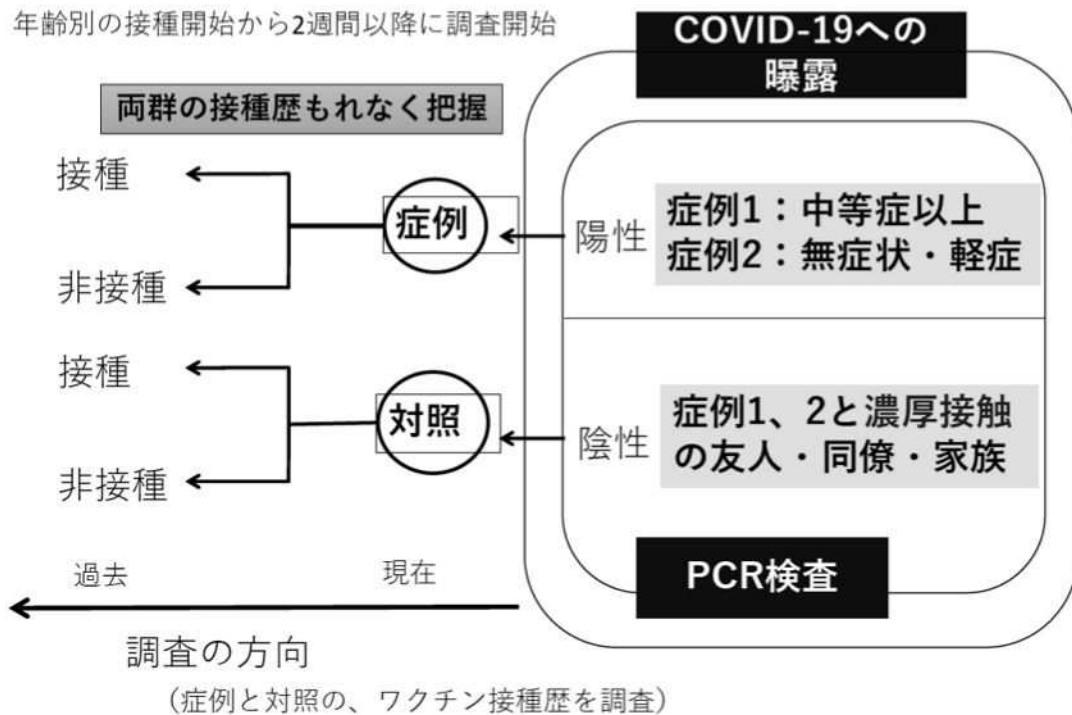 年齢別の接種開始から2週間以降に調査開始
COVID-19への
曝露
両群の接種歴もれなく把握
接種
非接種
症例
陽性
症例1：中等症以上
症例2：無症状・軽症
接種
非接種
対照
陰性
症例1、2と濃厚接触
の友人・同僚・家族
PCR検査
過去
現在
調査の方向
（症例と対照の、ワクチン接種歴を調査）